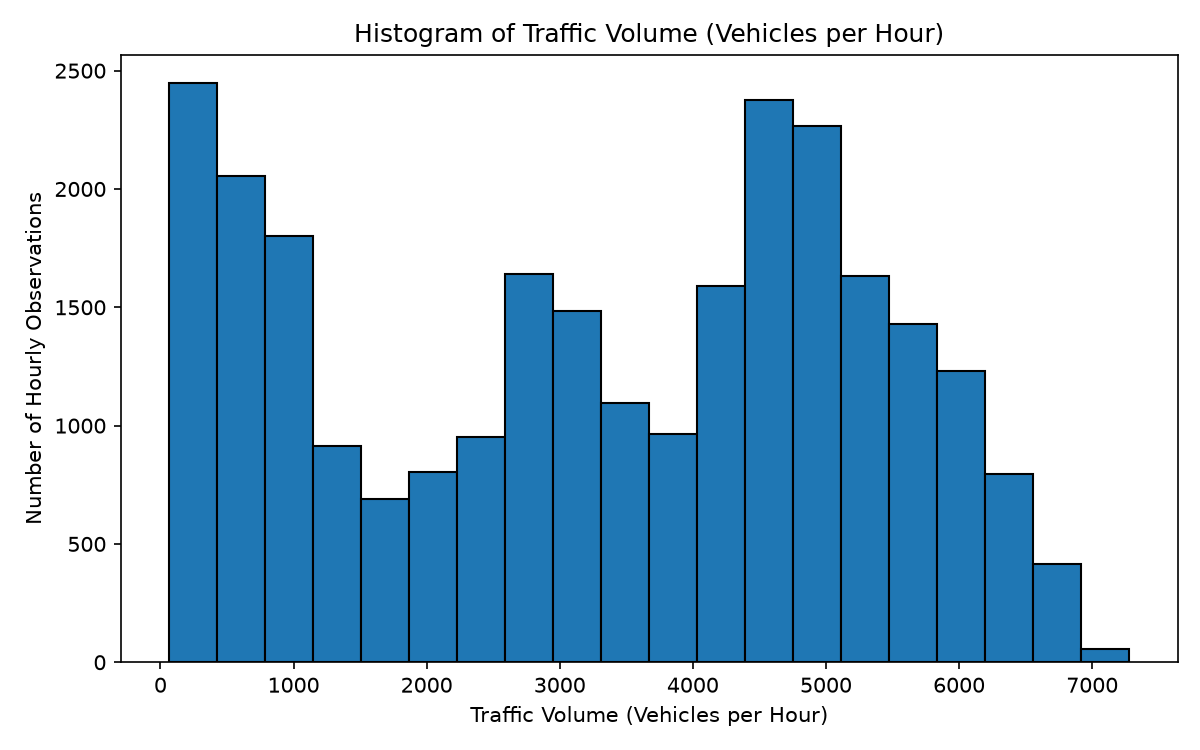 Histogram of Traffic Volume (Vehicles per Hour)
Number of Hourly Observations
2500
2000
1500
1000
500
0
0 1000 2000 3000 4000 5000 6000 7000
Traffic Volume (Vehicles per Hour)